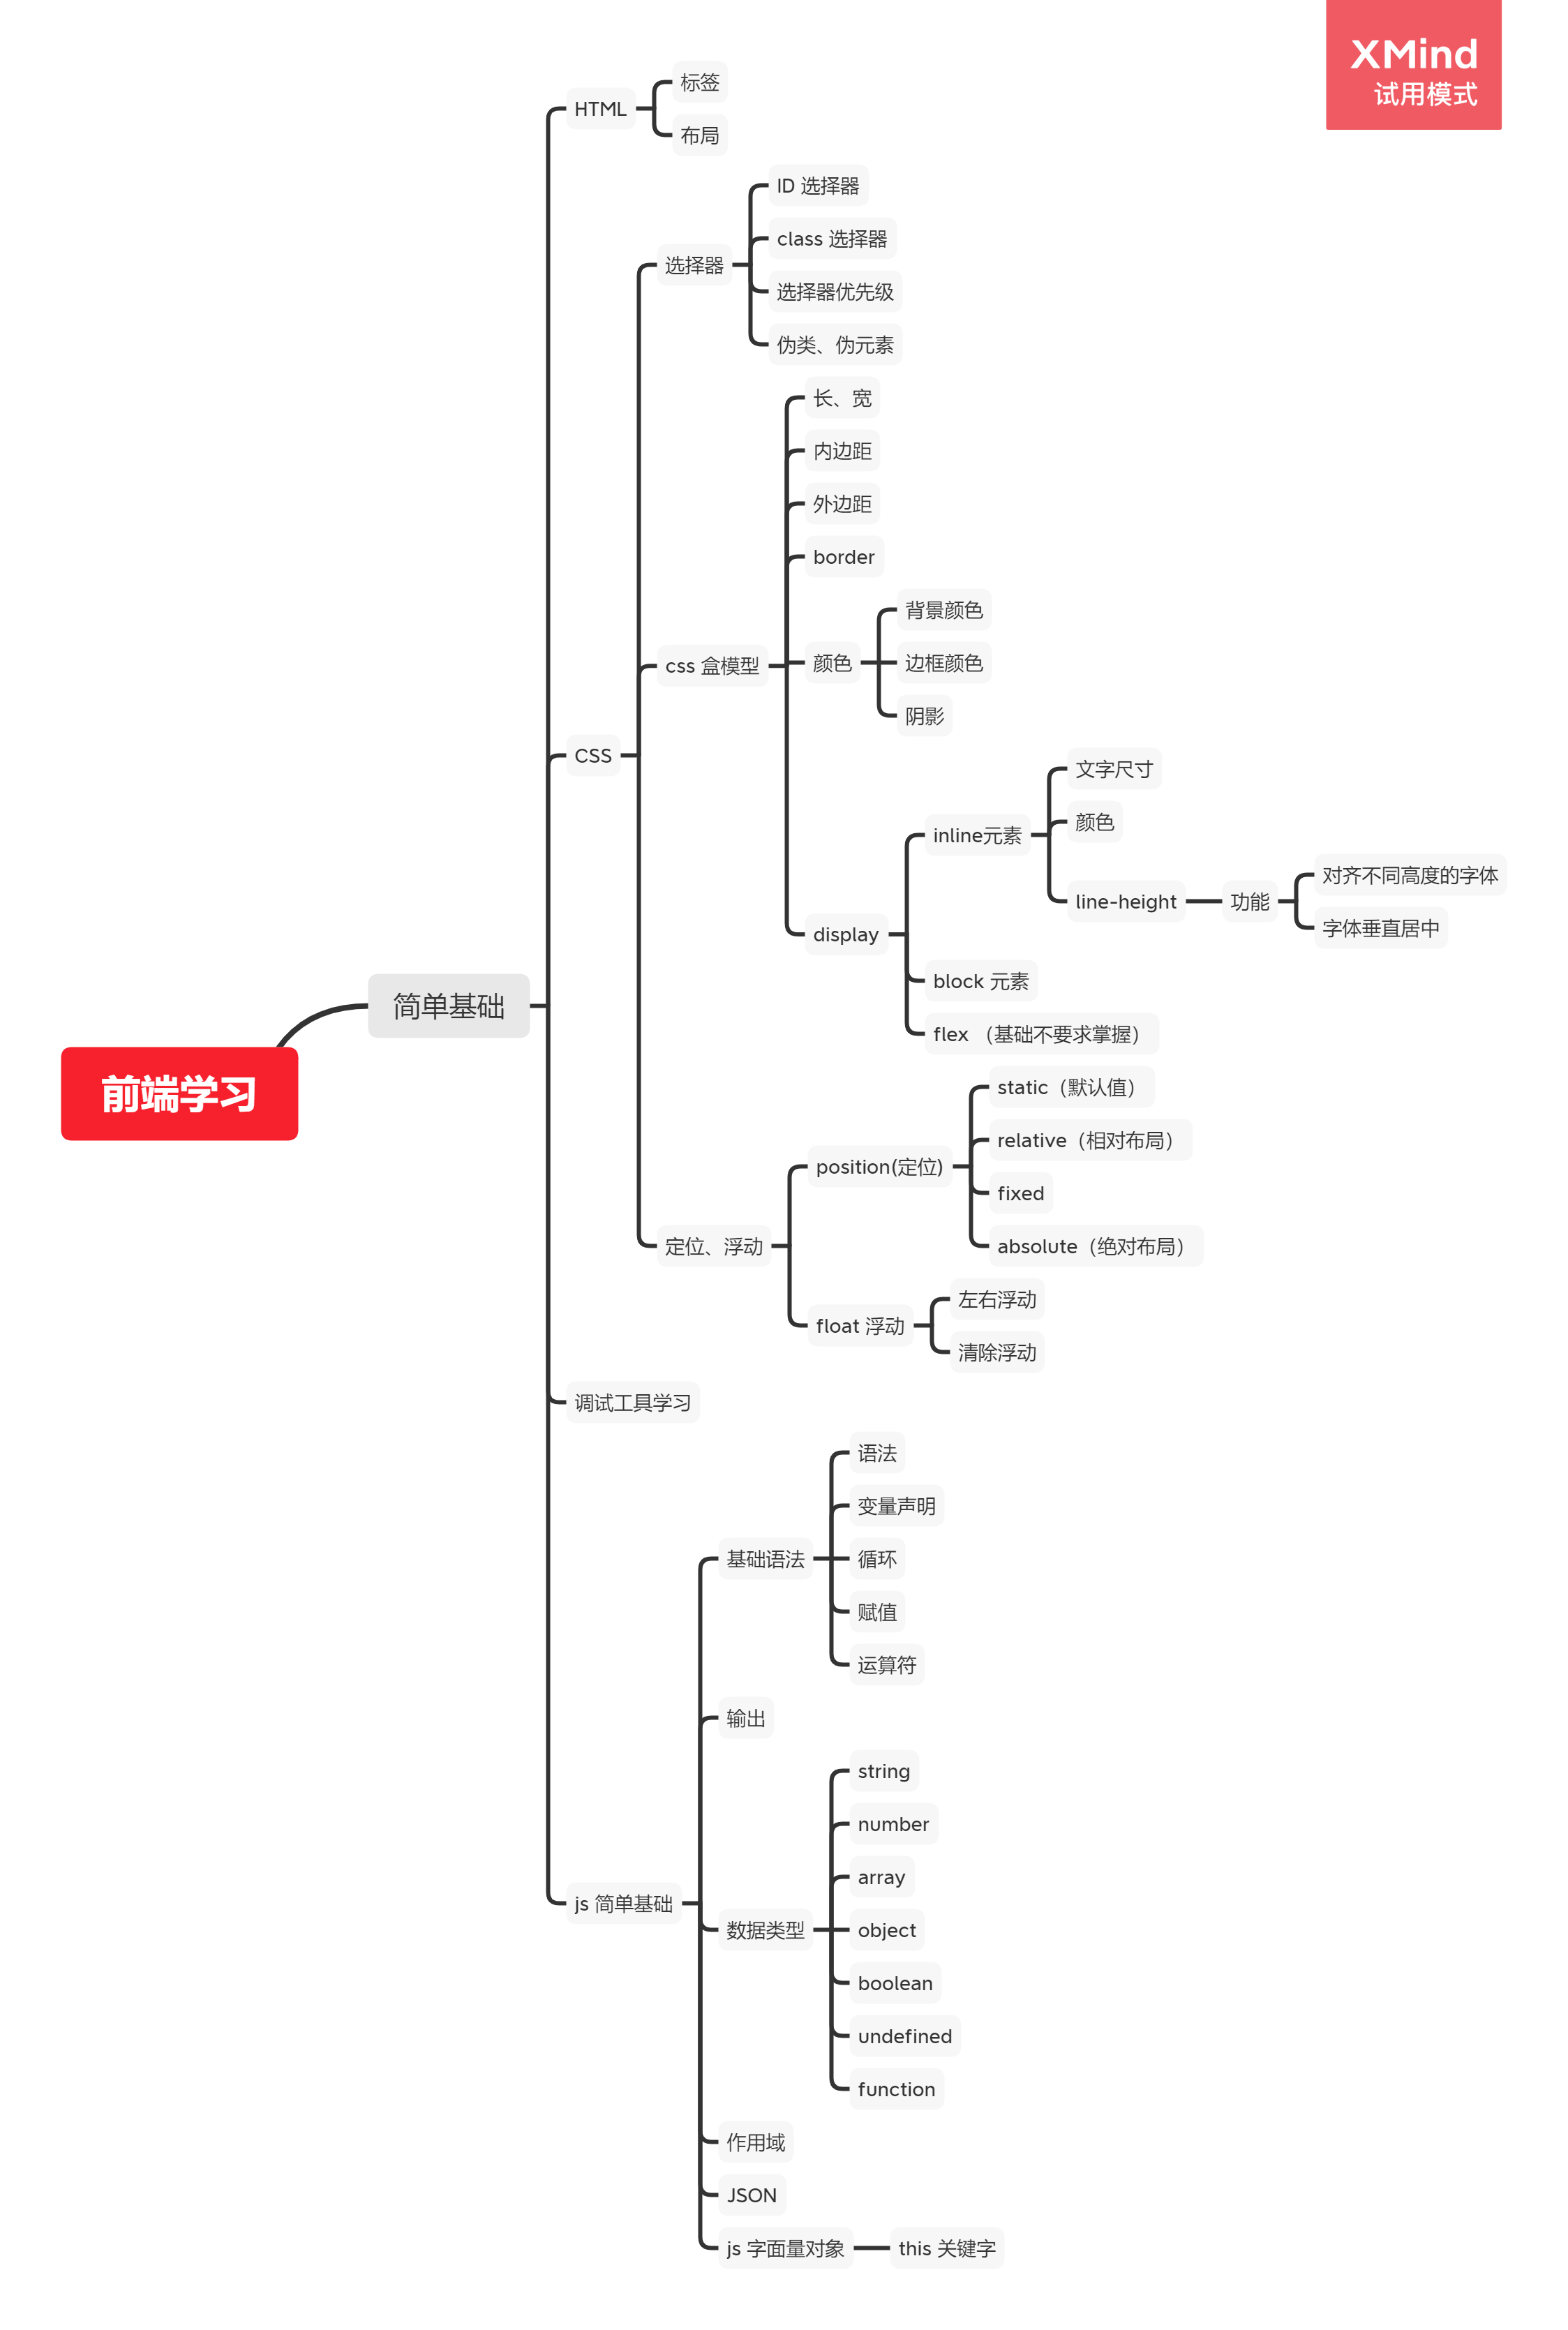 XMind
试用模式
前端学习
简单基础
HTML
标签
布局
CSS
选择器
ID 选择器
class 选择器
选择器优先级
伪类、伪元素
css 盒模型
长、宽
内边距
外边距
border
颜色
背景颜色
边框颜色
阴影
display
inline元素
文字尺寸
颜色
line-height
功能
对齐不同高度的字体
字体垂直居中
block 元素
flex （基础不要求掌握）
定位、浮动
position(定位)
static（默认值）
relative（相对布局）
fixed
absolute（绝对布局）
float 浮动
左右浮动
清除浮动
调试工具学习
js 简单基础
基础语法
语法
变量声明
循环
赋值
运算符
输出
数据类型
string
number
array
object
boolean
undefined
function
作用域
JSON
js 字面量对象
this 关键字